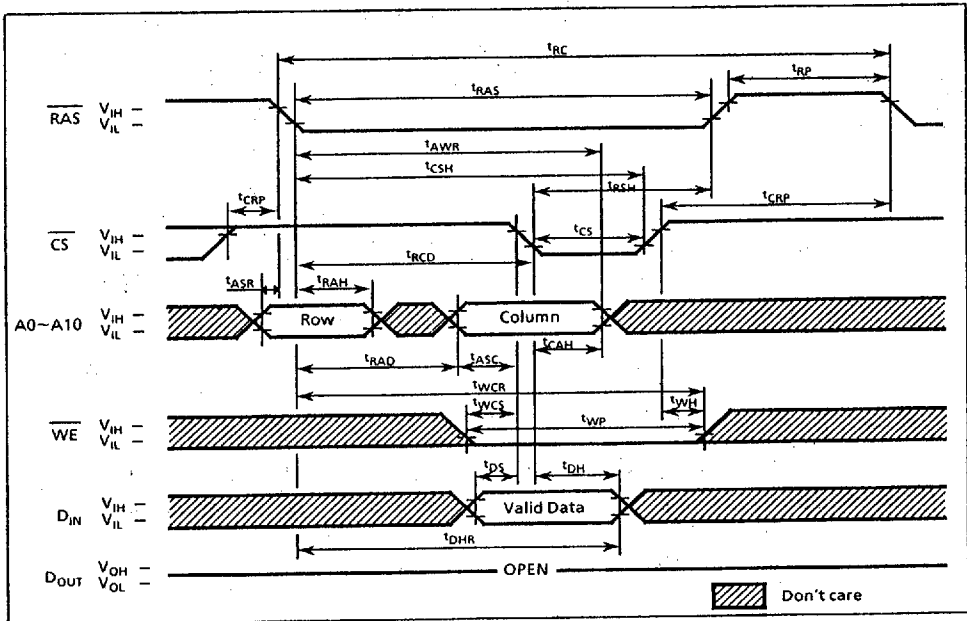 tRC
tRP
tRAS
RAS VIH
VIL
tAWR
tCSH
tRSH
tCRP
tCRP
CS VIH
VIL
tCS
tRCD
tASR
tRAH
A0~A10 VIH
VIL
Row
Column
tRAD
tASC
tCAH
tWCR
tWCS
tWH
WE VIH
VIL
tWP
tDS
tDH
DIN VIH
VIL
Valid Data
tDHR
DOUT VOH
VOL
OPEN
Don't care